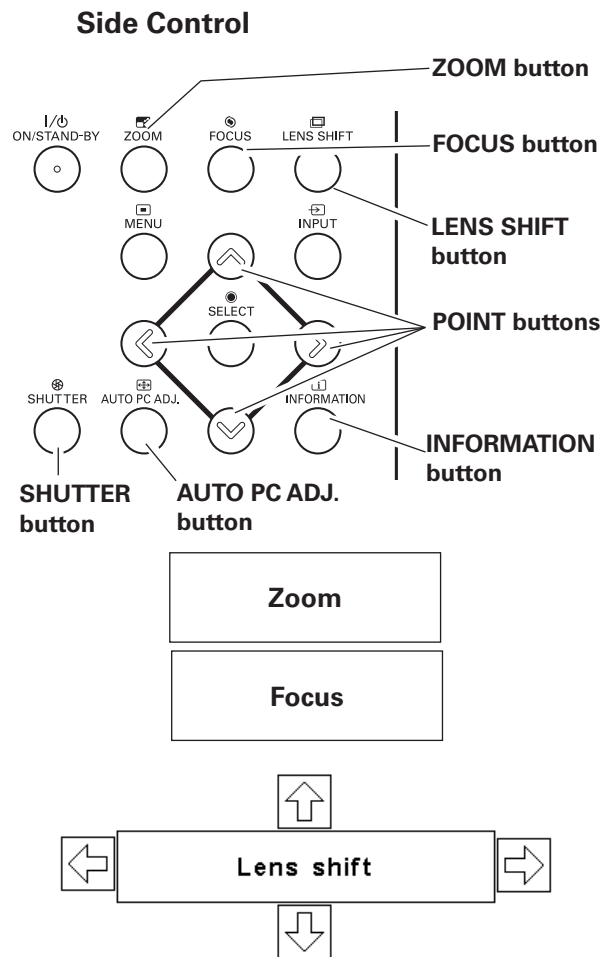 Side Control
ZOOM button
I/⏻
ON/STAND-BY ZOOM FOCUS LENS SHIFT
FOCUS button
MENU INPUT
LENS SHIFT
button
SELECT
POINT buttons
SHUTTER AUTO PC ADJ. INFORMATION
i
INFORMATION
button
SHUTTER
button
AUTO PC ADJ.
button
Zoom
Focus
Lens shift